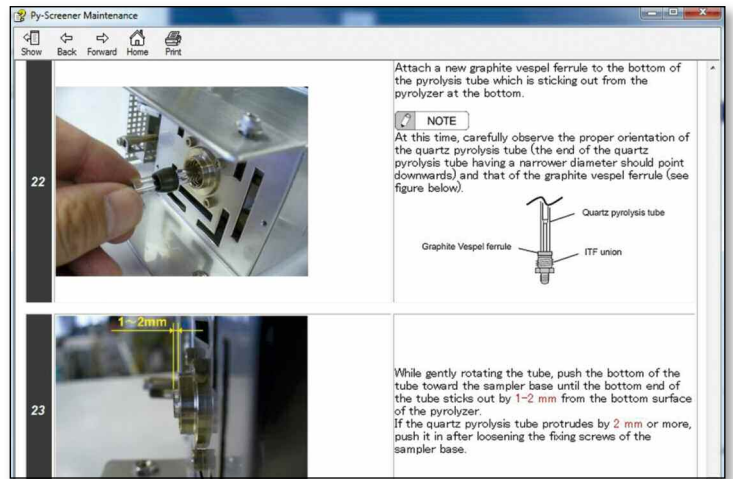 Py-Screener Maintenance
Show Back Forward Home Print
22
Attach a new graphite vespel ferrule to the bottom of
the pyrolysis tube which is sticking out from the
pyrolyzer at the bottom.
NOTE
At this time, carefully observe the proper orientation of
the quartz pyrolysis tube (the end of the quartz
pyrolysis tube having a narrower diameter should point
downwards) and that of the graphite vespel ferrule (see
figure below).
Quartz pyrolysis tube
Graphite Vespel ferrule
ITF union
1~2mm
23
While gently rotating the tube, push the bottom of the
tube toward the sampler base until the bottom end of
the tube sticks out by 1-2 mm from the bottom surface
of the pyrolyzer.
If the quartz pyrolysis tube protrudes by 2 mm or more,
push it in after loosening the fixing screws of the
sampler base.